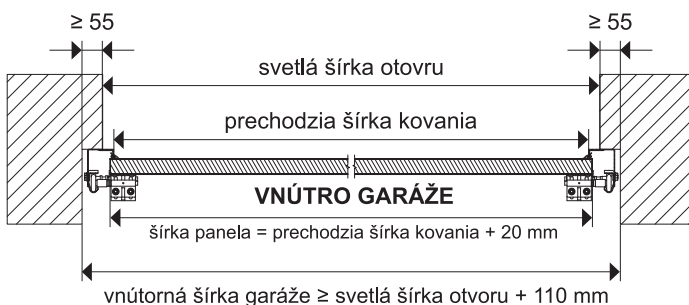 ≥ 55 ≥ 55
svetlá šírka otovru
prechodzia šírka kovania
VNÚTRO GARÁŽE
šírka panela = prechodzia šírka kovania + 20 mm
vnútorná šírka garáže ≥ svetlá šírka otvoru + 110 mm